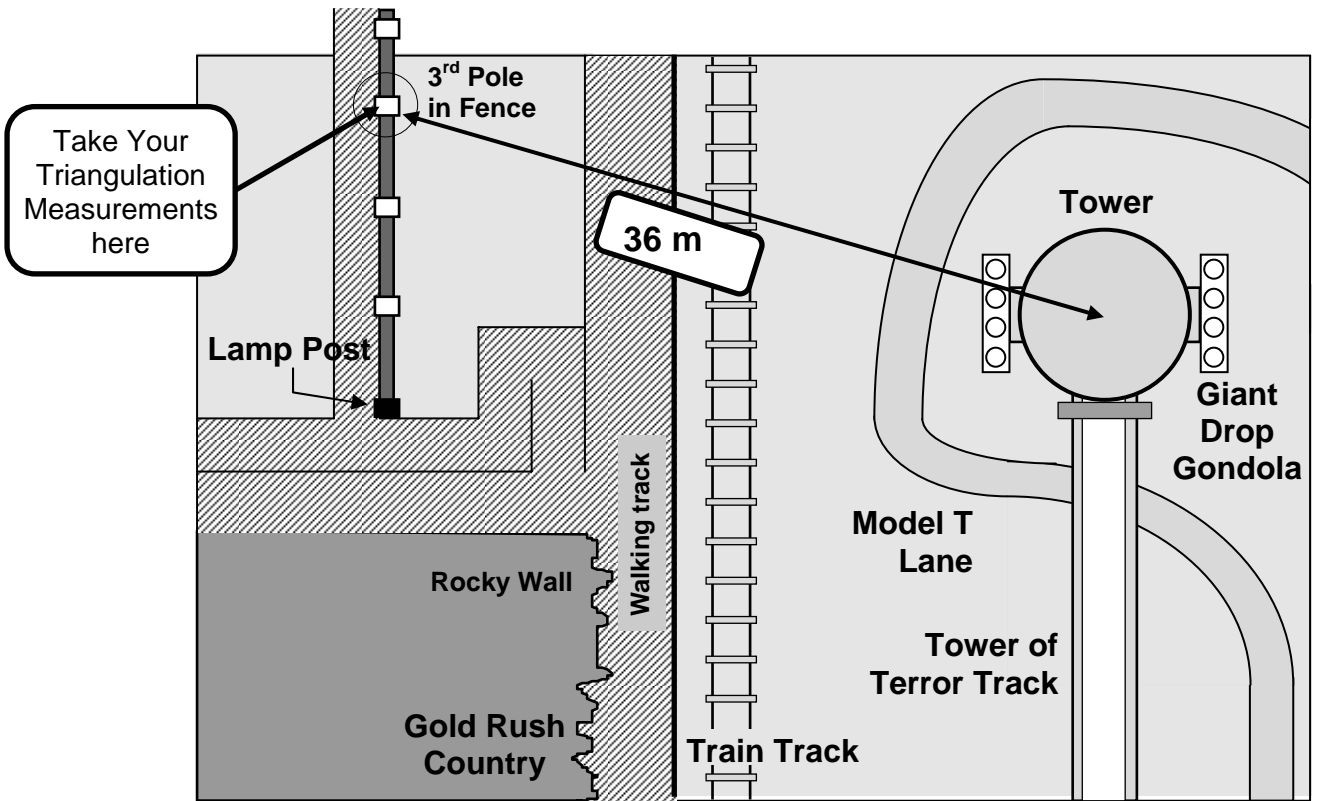 3rd Pole
in Fence
Take Your
Triangulation
Measurements
here
Tower
36 m
Lamp Post
Giant
Drop
Gondola
Walking track
Model T
Lane
Rocky Wall
Tower of
Terror Track
Gold Rush
Country
Train Track